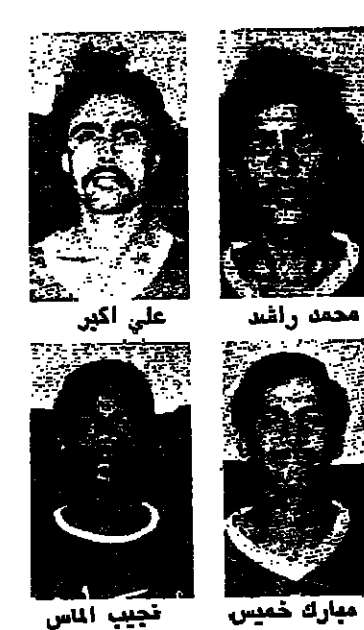 محمد راشد
علي اكبر
مبارك خميس
نجيب الماس